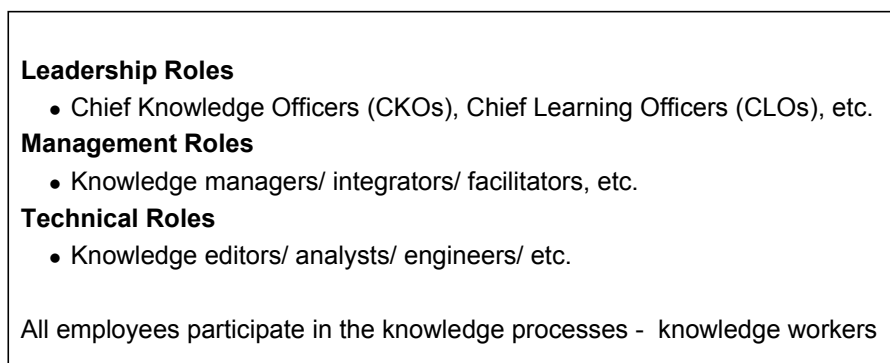 Leadership Roles
• Chief Knowledge Officers (CKOs), Chief Learning Officers (CLOs), etc.
Management Roles
• Knowledge managers/ integrators/ facilitators, etc.
Technical Roles
• Knowledge editors/ analysts/ engineers/ etc.
All employees participate in the knowledge processes - knowledge workers